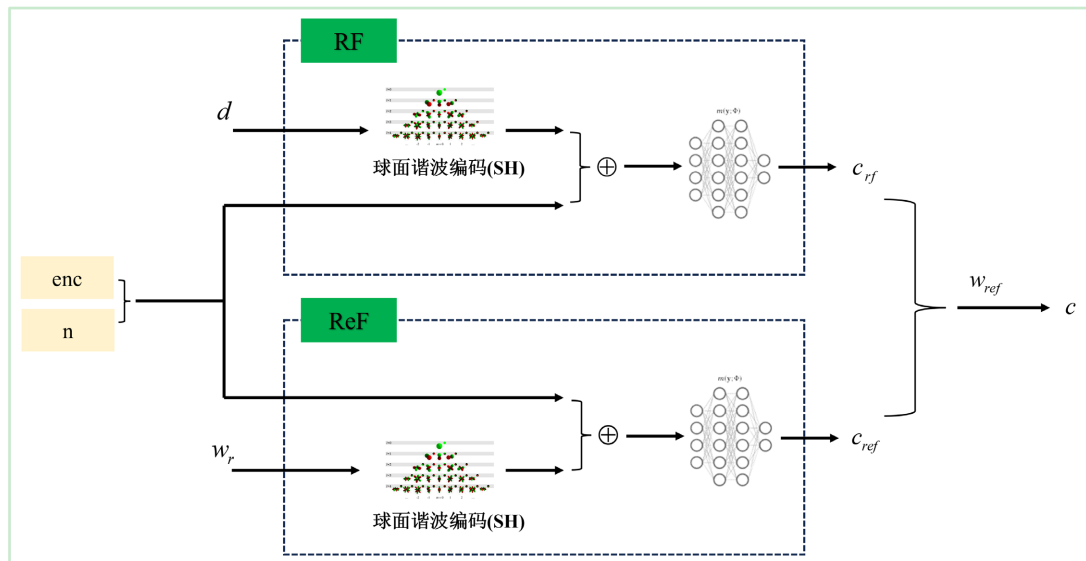 RF
d
球面谐波编码(SH)
m(y;Φ)
c_rf
enc
n
w_ref
c
ReF
w_r
球面谐波编码(SH)
m(y;Φ)
c_ref